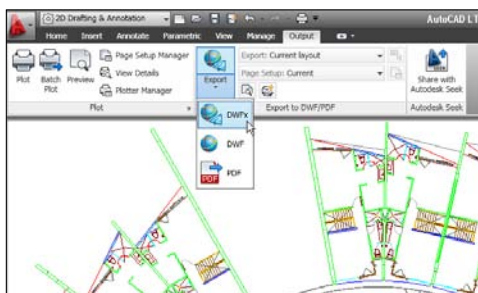 2D Drafting & Annotation
AutoCAD LT
Home Insert Annotate Parametric View Manage Output
Plot
Batch Plot
Preview
Page Setup Manager
View Details
Plotter Manager
Export
Export: Current layout
Page Setup: Current
Share with Autodesk Seek
Plot
Export to DWF/PDF
Autodesk Seek
DWFx
DWF
PDF
PDF